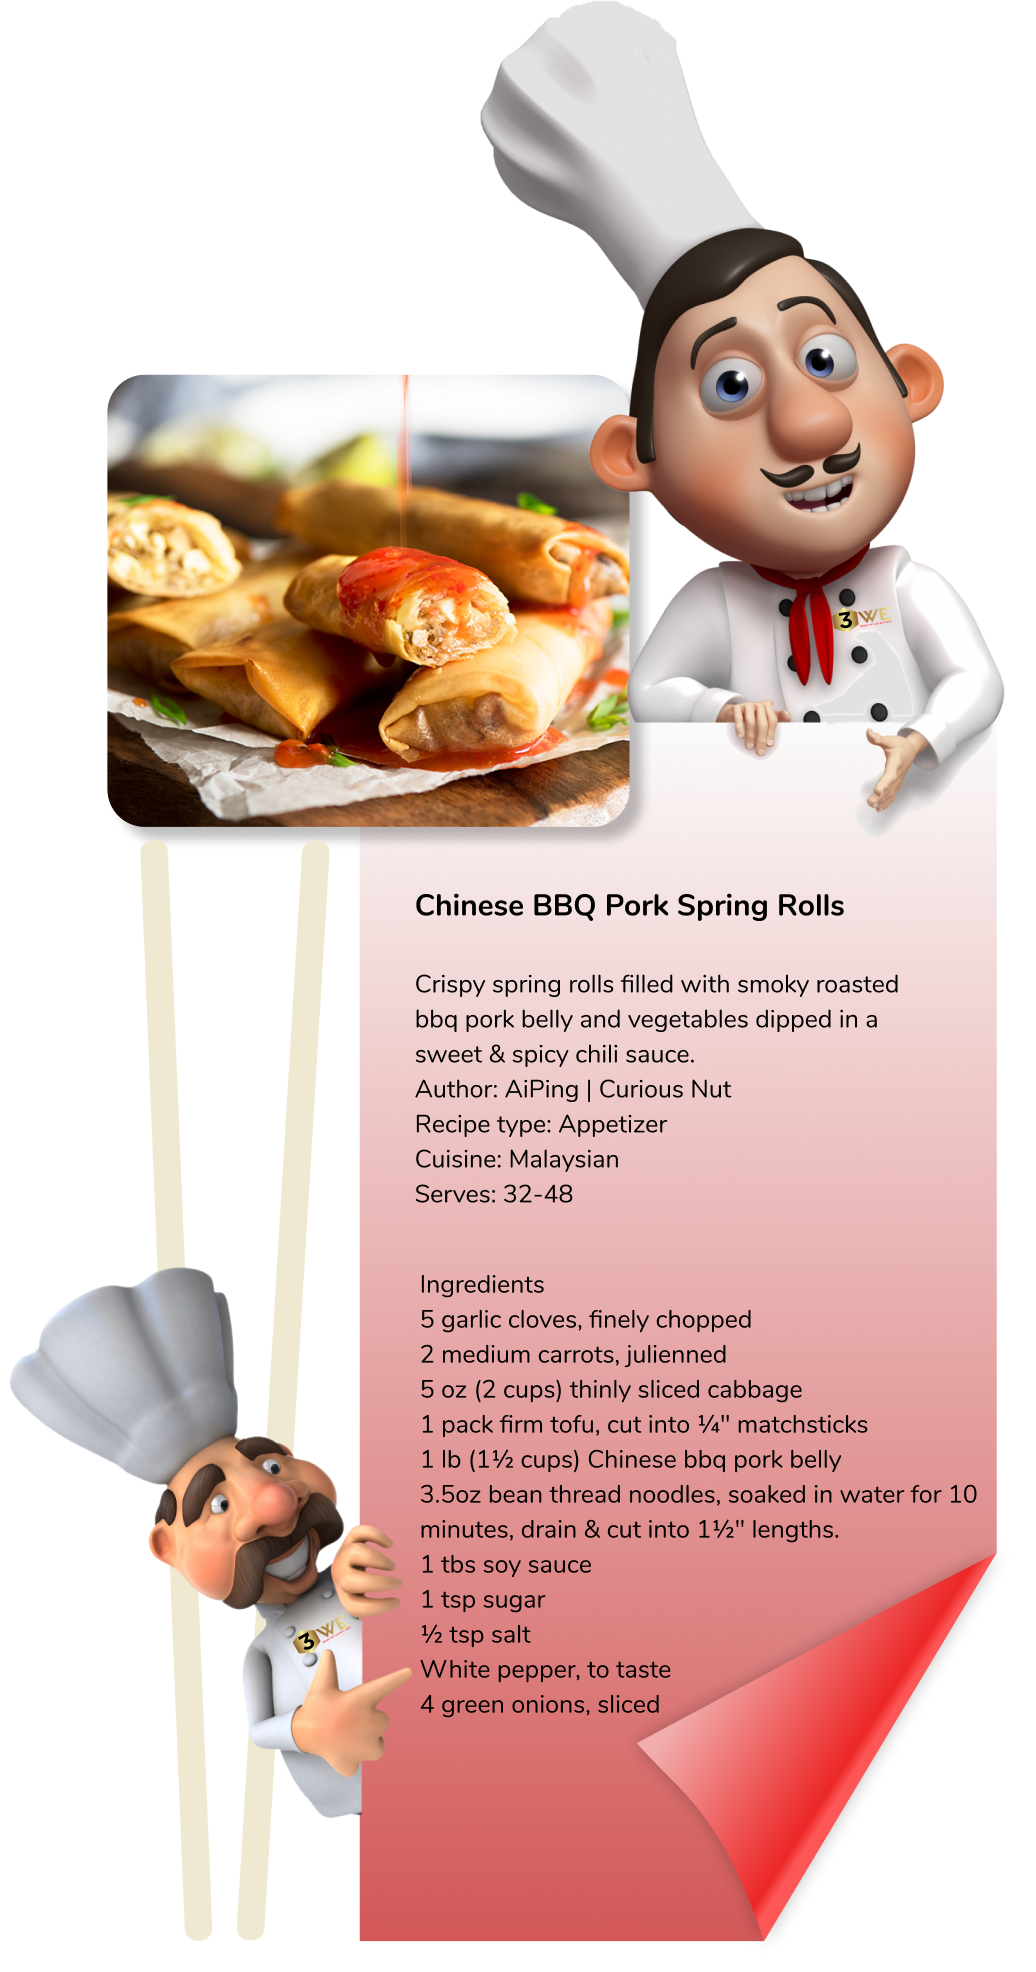 3WE
Chinese BBQ Pork Spring Rolls
Crispy spring rolls filled with smoky roasted
bbq pork belly and vegetables dipped in a
sweet & spicy chili sauce.
Author: AiPing | Curious Nut
Recipe type: Appetizer
Cuisine: Malaysian
Serves: 32-48
Ingredients
5 garlic cloves, finely chopped
2 medium carrots, julienned
5 oz (2 cups) thinly sliced cabbage
1 pack firm tofu, cut into ¼" matchsticks
1 lb (1½ cups) Chinese bbq pork belly
3.5oz bean thread noodles, soaked in water for 10
minutes, drain & cut into 1½" lengths.
1 tbs soy sauce
1 tsp sugar
½ tsp salt
White pepper, to taste
4 green onions, sliced
3WE